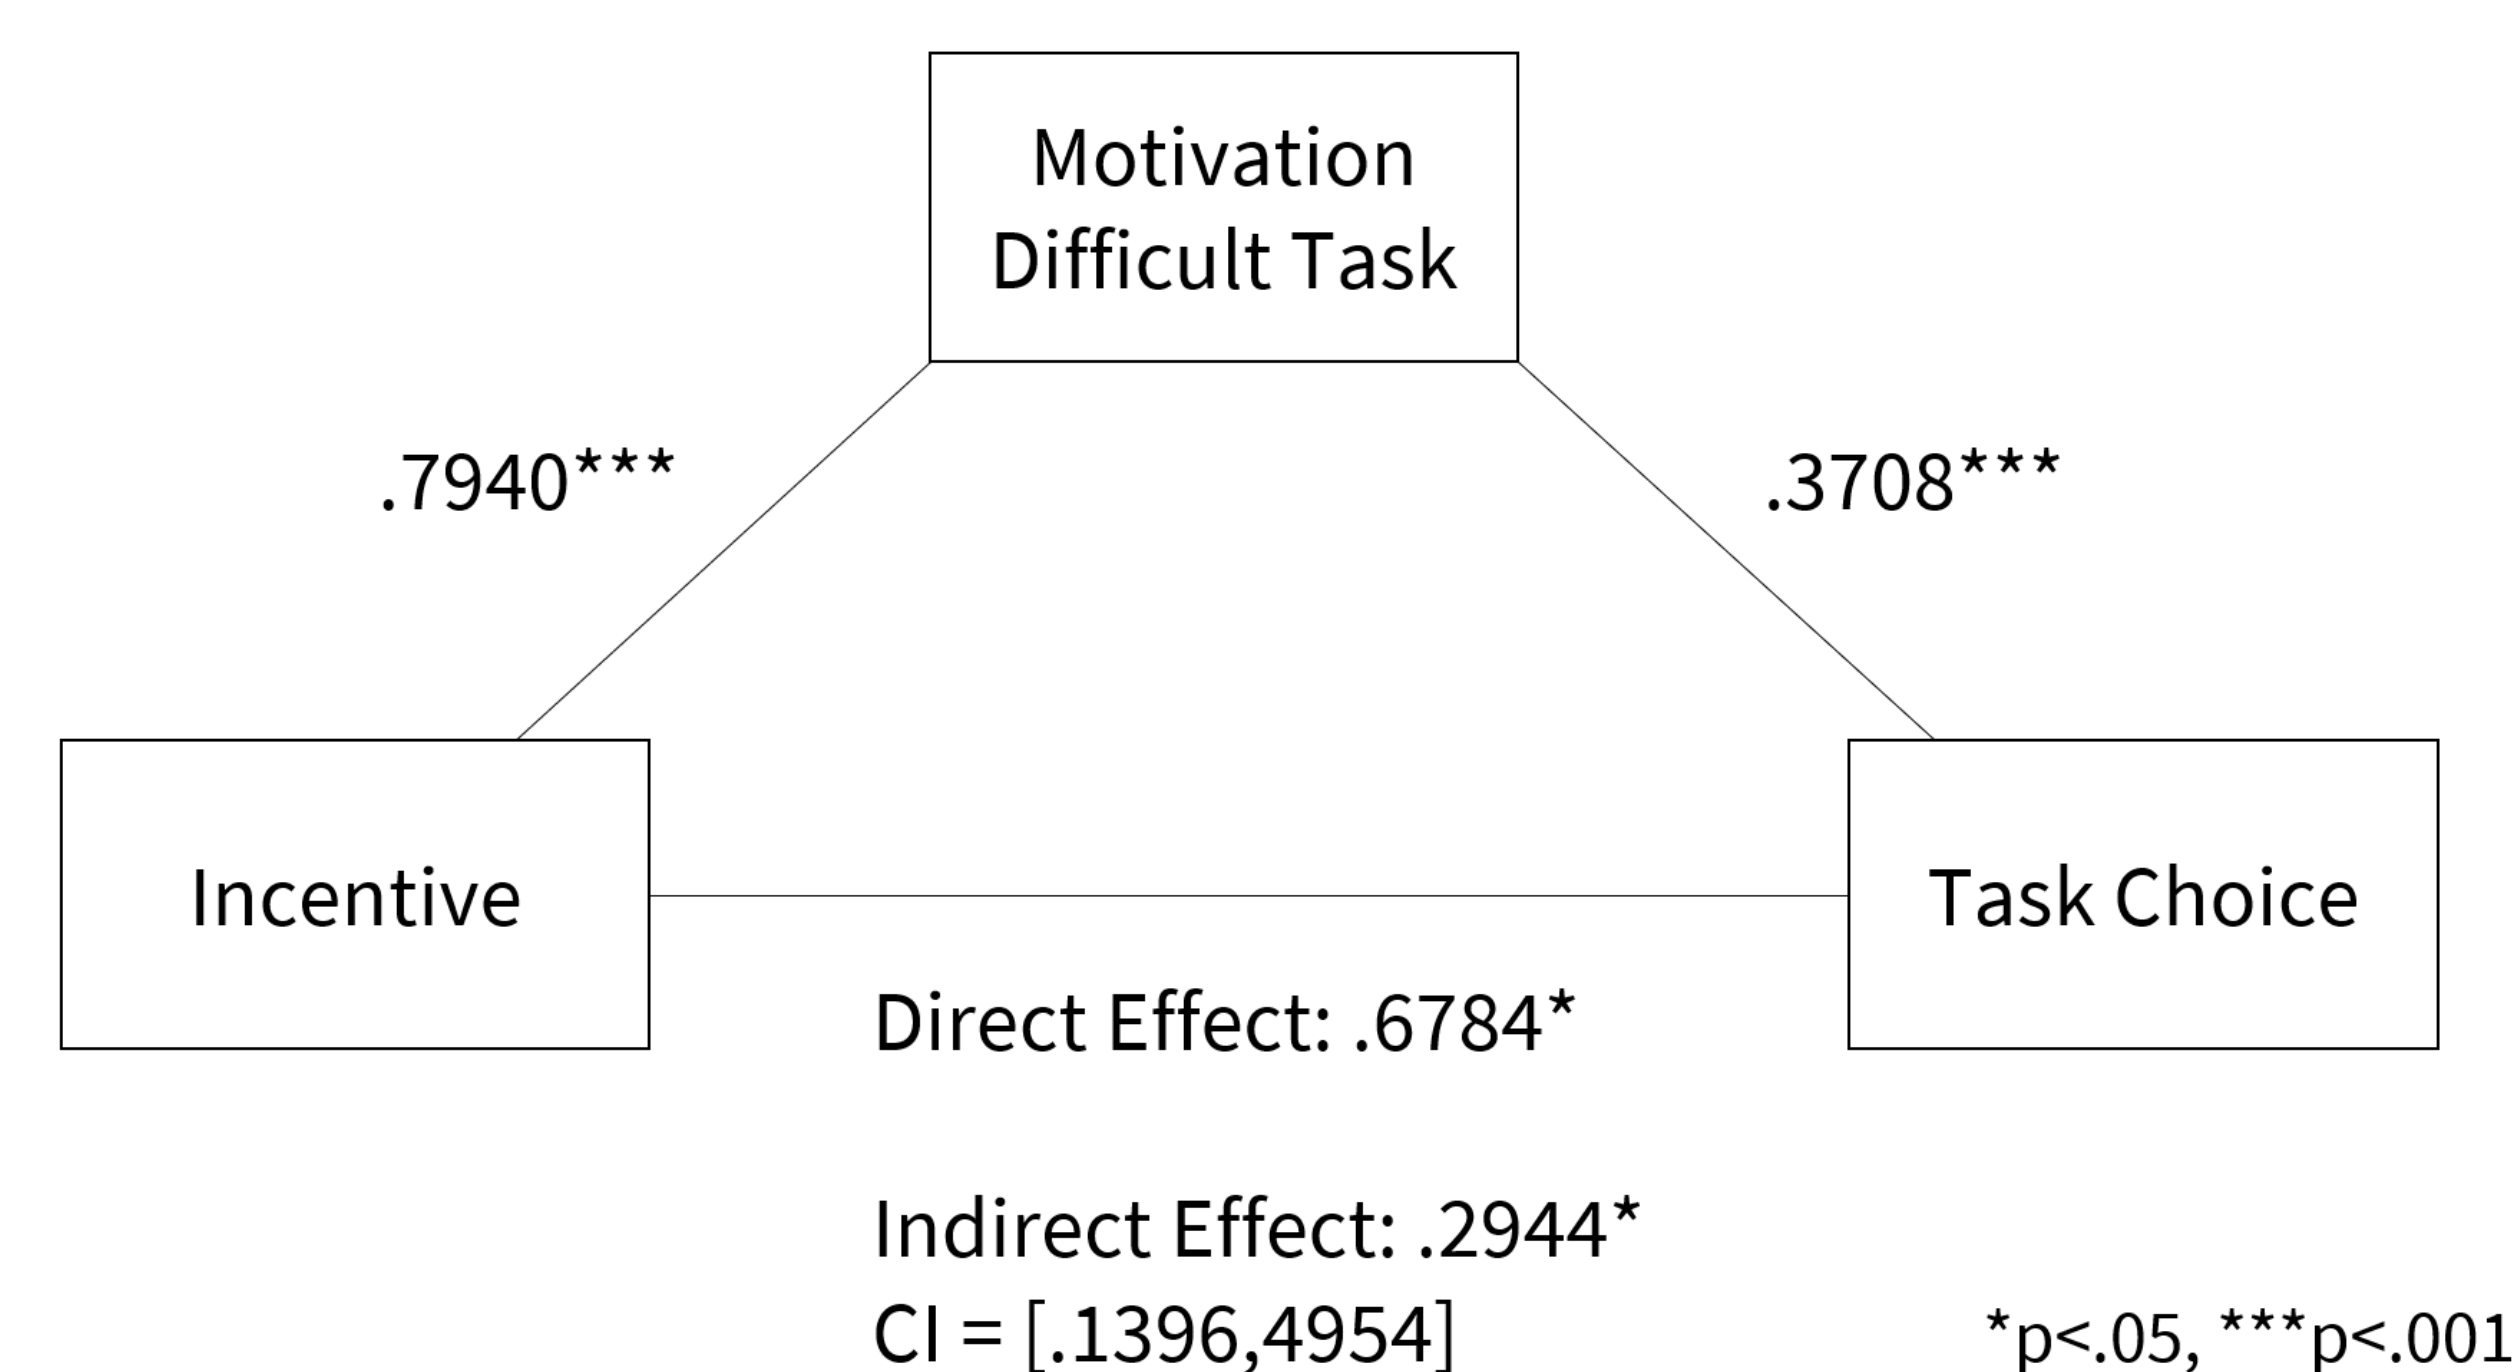 Motivation
Difficult Task
.7940***
.3708***
Incentive
Task Choice
Direct Effect: .6784*
Indirect Effect: .2944*
CI = [.1396,4954]
*p<.05, ***p<.001